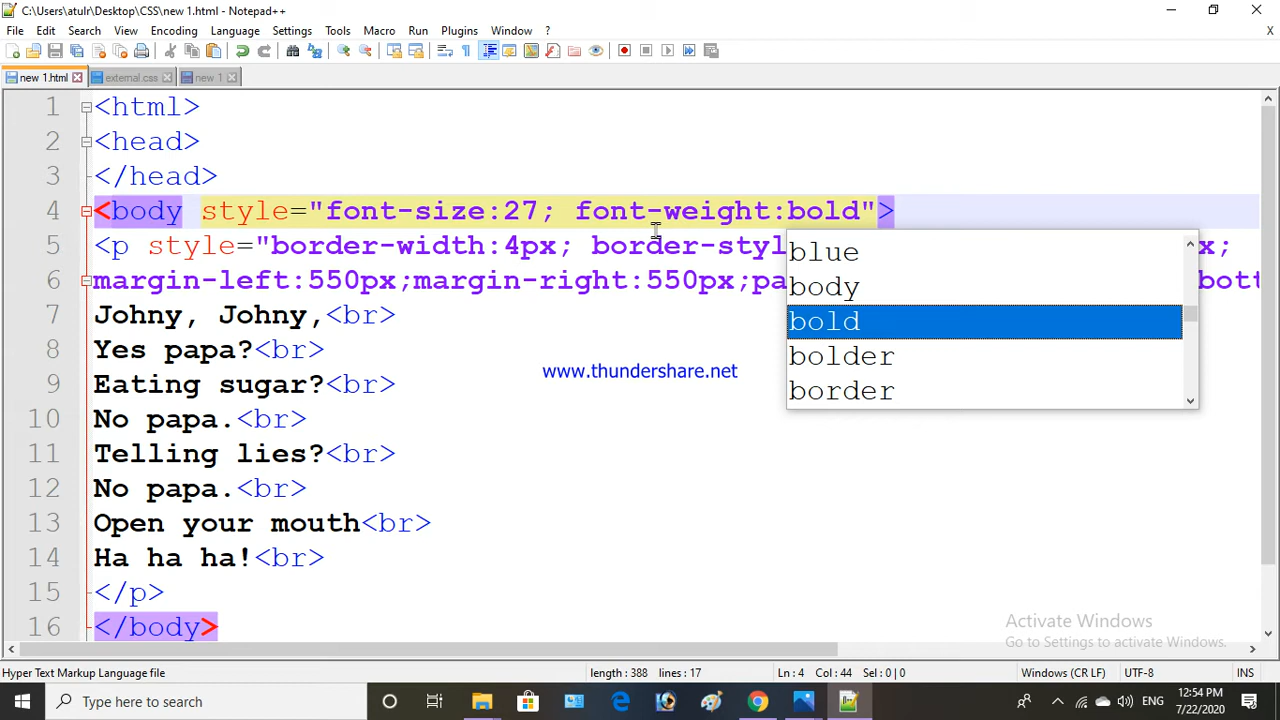 C:\Users\atulr\Desktop\CSS\new 1.html - Notepad++
File Edit Search View Encoding Language Settings Tools Macro Run Plugins Window ? X
new 1.html external.css new 1
1 <html>
2 <head>
3 </head>
4 <body style="font-size:27; font-weight:bold">
5 <p style="border-width:4px; border-styl x;
6 margin-left:550px;margin-right:550px;pa bott
7 Johny, Johny,<br>
8 Yes papa?<br>
9 Eating sugar?<br>
10 No papa.<br>
11 Telling lies?<br>
12 No papa.<br>
13 Open your mouth<br>
14 Ha ha ha!<br>
15 </p>
16 </body>
blue
body
bold
bolder
border
www.thundershare.net
Activate Windows
Go to Settings to activate Windows.
Hyper Text Markup Language file length : 388 lines : 17 Ln : 4 Col : 44 Sel : 0 | 0 Windows (CR LF) UTF-8 INS
Type here to search
ENG
12:54 PM
7/22/2020